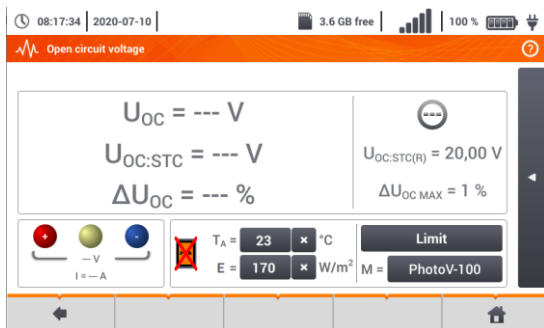 08:17:34 2020-07-10 3.6 GB free 100 %
Open circuit voltage ?
U_OC = --- V
U_OC:STC = --- V
ΔU_OC = --- %
---
U_OC:STC(R) = 20,00 V
ΔU_OC MAX = 1 %
+ -
--- V
I = --- A
T_A = 23 × °C
E = 170 × W/m²
Limit
M = PhotoV-100